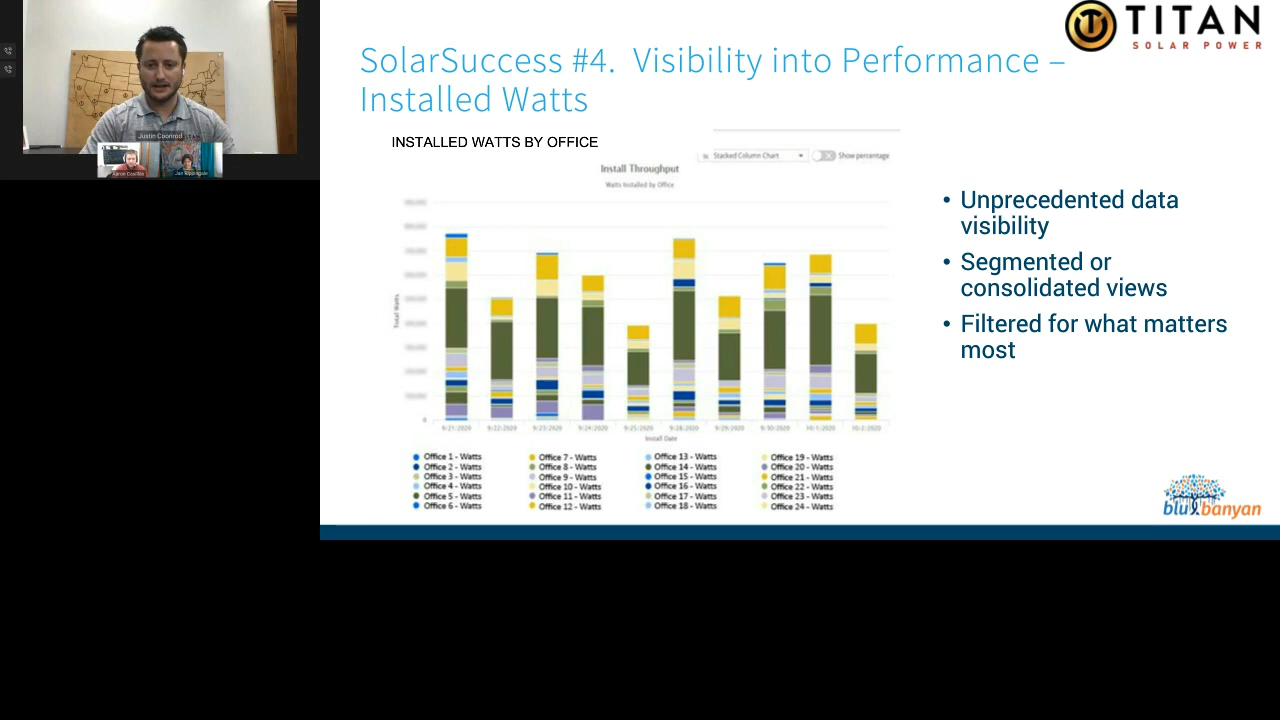 Justin Coonrod
Aaron Casillas
Jan Rippingale
TITAN
SOLAR POWER
SolarSuccess #4. Visibility into Performance –
Installed Watts
INSTALLED WATTS BY OFFICE
Stacked Column Chart
Show percentage
Install Throughput
Watts Installed by Office
Total Watts
0
9/21/2020 9/22/2020 9/23/2020 9/24/2020 9/25/2020 9/28/2020 9/29/2020 9/30/2020 10/1/2020 10/2/2020
Install Date
Office 1 - Watts Office 7 - Watts Office 13 - Watts Office 19 - Watts
Office 2 - Watts Office 8 - Watts Office 14 - Watts Office 20 - Watts
Office 3 - Watts Office 9 - Watts Office 15 - Watts Office 21 - Watts
Office 4 - Watts Office 10 - Watts Office 16 - Watts Office 22 - Watts
Office 5 - Watts Office 11 - Watts Office 17 - Watts Office 23 - Watts
Office 6 - Watts Office 12 - Watts Office 18 - Watts Office 24 - Watts
• Unprecedented data
visibility
• Segmented or
consolidated views
• Filtered for what matters
most
blu banyan